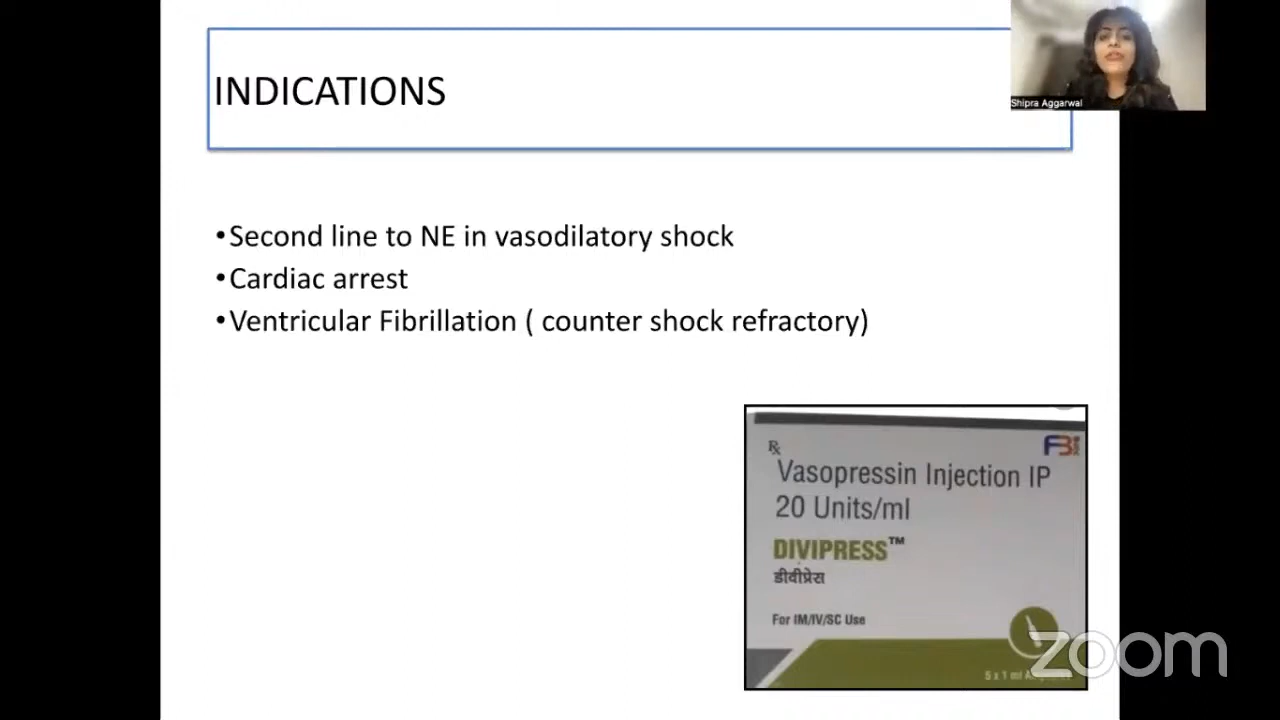 INDICATIONS
Shipra Aggarwal
•Second line to NE in vasodilatory shock
•Cardiac arrest
•Ventricular Fibrillation ( counter shock refractory)
Rx
Vasopressin Injection IP
20 Units/ml
DIVIPRESS™
डीवीप्रेस
For IM/IV/SC Use
5 x 1 ml
zoom